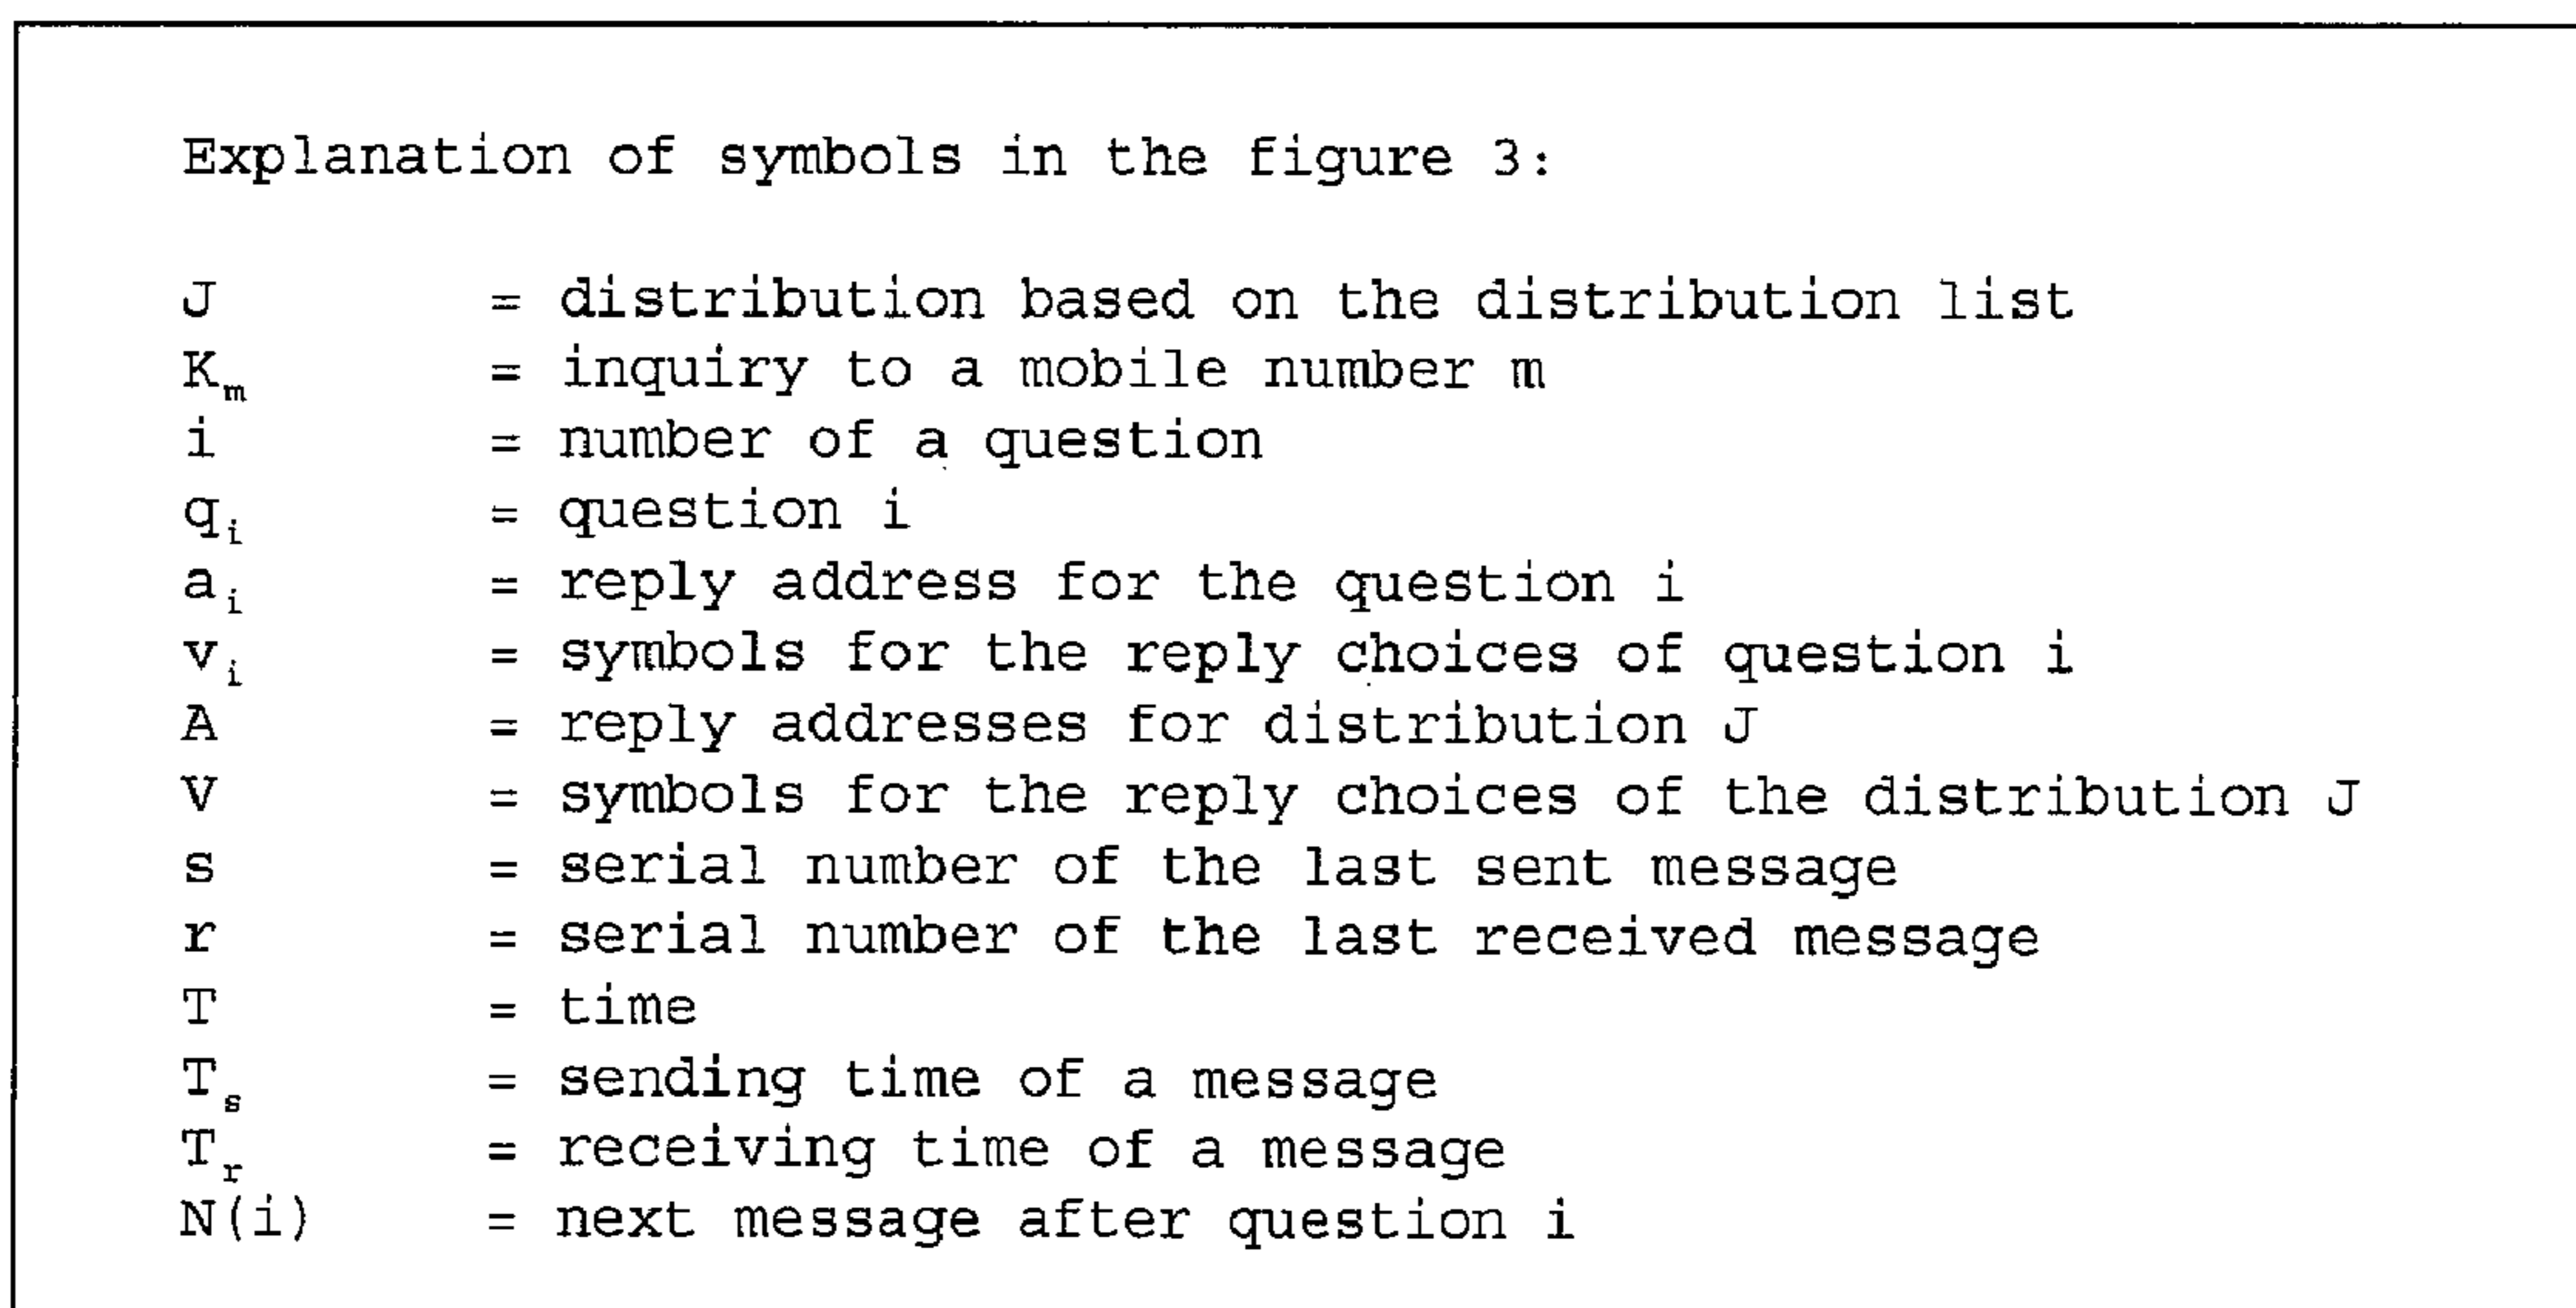 Explanation of symbols in the figure 3:
J = distribution based on the distribution list
Kₘ = inquiry to a mobile number m
i = number of a question
qᵢ = question i
aᵢ = reply address for the question i
vᵢ = symbols for the reply choices of question i
A = reply addresses for distribution J
V = symbols for the reply choices of the distribution J
s = serial number of the last sent message
r = serial number of the last received message
T = time
Tₛ = sending time of a message
Tᵣ = receiving time of a message
N(i) = next message after question i